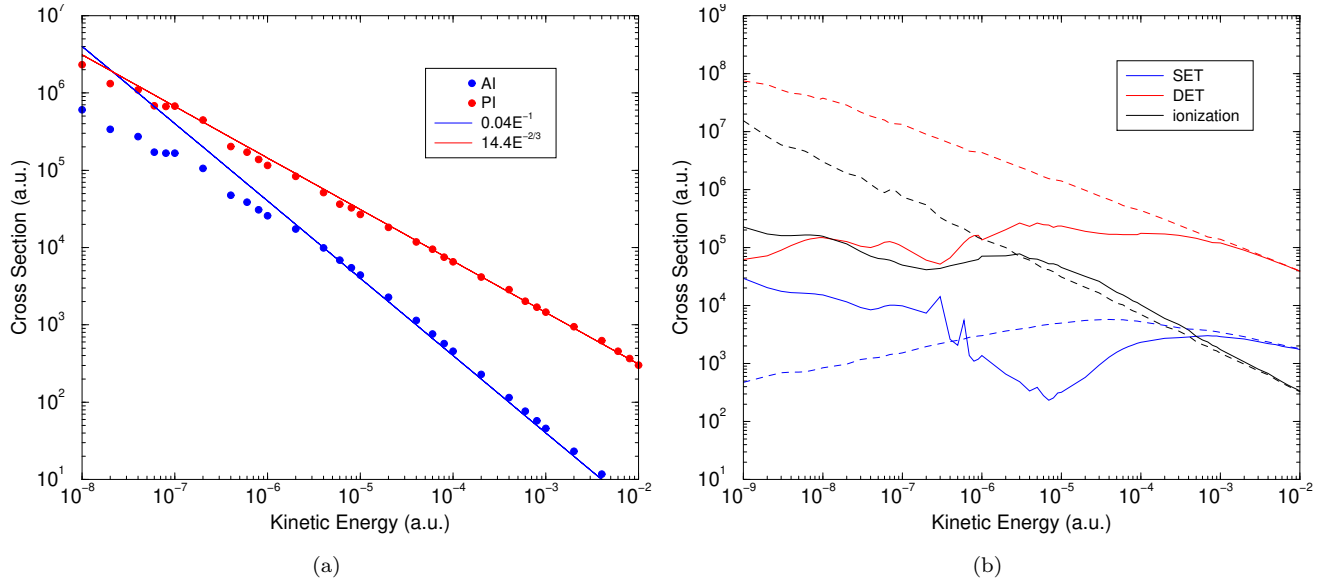 10^7
10^6
10^5
10^4
10^3
10^2
10^1
Cross Section (a.u.)
AI
PI
0.04E^-1
14.4E^-2/3
10^-8 10^-7 10^-6 10^-5 10^-4 10^-3 10^-2
Kinetic Energy (a.u.)
(a)
10^9
10^8
10^7
10^6
10^5
10^4
10^3
10^2
10^1
Cross Section (a.u.)
SET
DET
ionization
10^-9 10^-8 10^-7 10^-6 10^-5 10^-4 10^-3 10^-2
Kinetic Energy (a.u.)
(b)